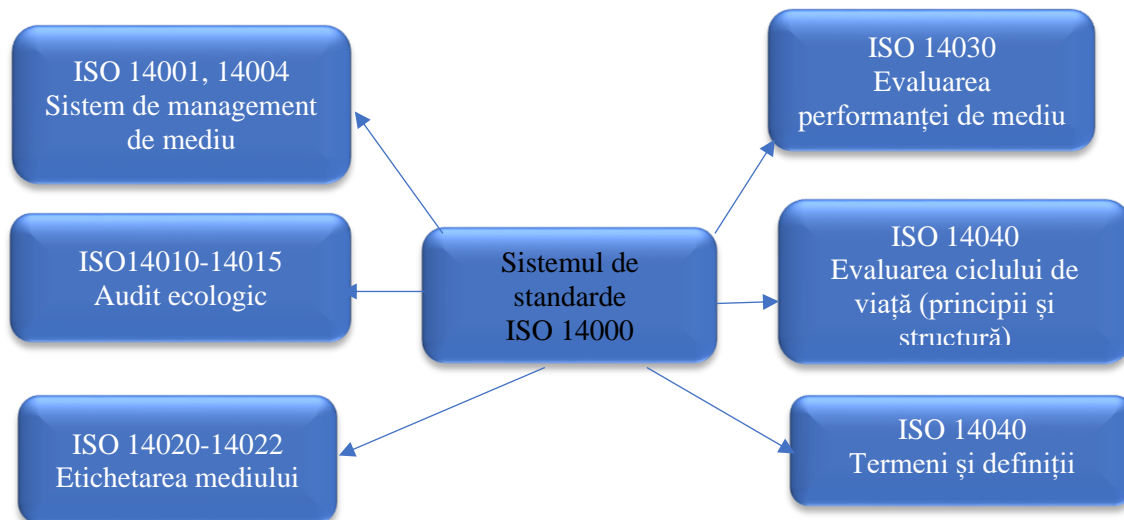 ISO 14001, 14004
Sistem de management
de mediu
ISO14010-14015
Audit ecologic
ISO 14020-14022
Etichetarea mediului
Sistemul de
standarde
ISO 14000
ISO 14030
Evaluarea
performanței de mediu
ISO 14040
Evaluarea ciclului de
viață (principii și
structură)
ISO 14040
Termeni și definiții